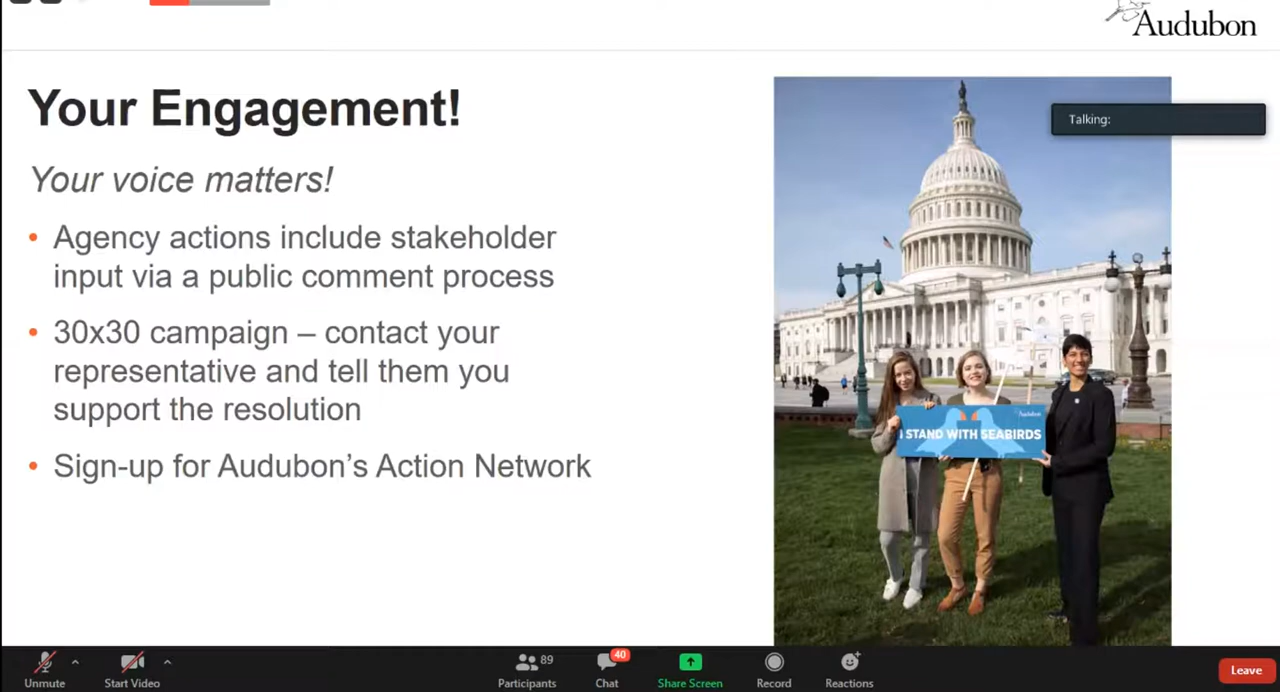 Audubon
Your Engagement!
Talking:
Your voice matters!
• Agency actions include stakeholder
input via a public comment process
• 30x30 campaign – contact your
representative and tell them you
support the resolution
• Sign-up for Audubon's Action Network
Audubon
I STAND WITH SEABIRDS
Unmute
Start Video
89
Participants
40
Chat
Share Screen
Record
Reactions
Leave